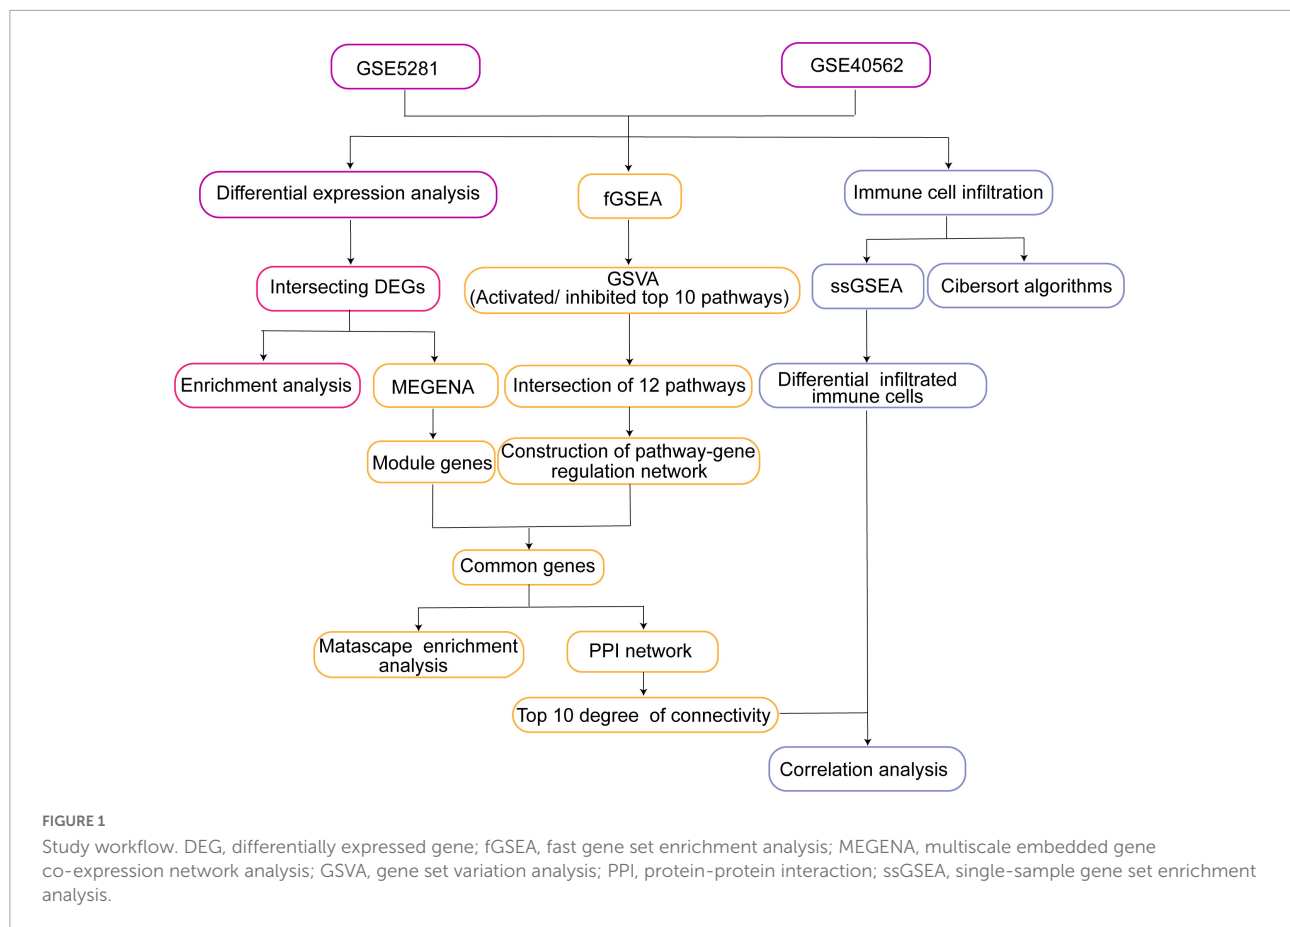 GSE5281
GSE40562
Differential expression analysis
fGSEA
Immune cell infiltration
Intersecting DEGs
GSVA
(Activated/ inhibited top 10 pathways)
ssGSEA
Cibersort algorithms
Enrichment analysis
MEGENA
Intersection of 12 pathways
Differential infiltrated
immune cells
Module genes
Construction of pathway-gene
regulation network
Common genes
Matascape enrichment
analysis
PPI network
Top 10 degree of connectivity
Correlation analysis
FIGURE 1
Study workflow. DEG, differentially expressed gene; fGSEA, fast gene set enrichment analysis; MEGENA, multiscale embedded gene
co-expression network analysis; GSVA, gene set variation analysis; PPI, protein-protein interaction; ssGSEA, single-sample gene set enrichment
analysis.